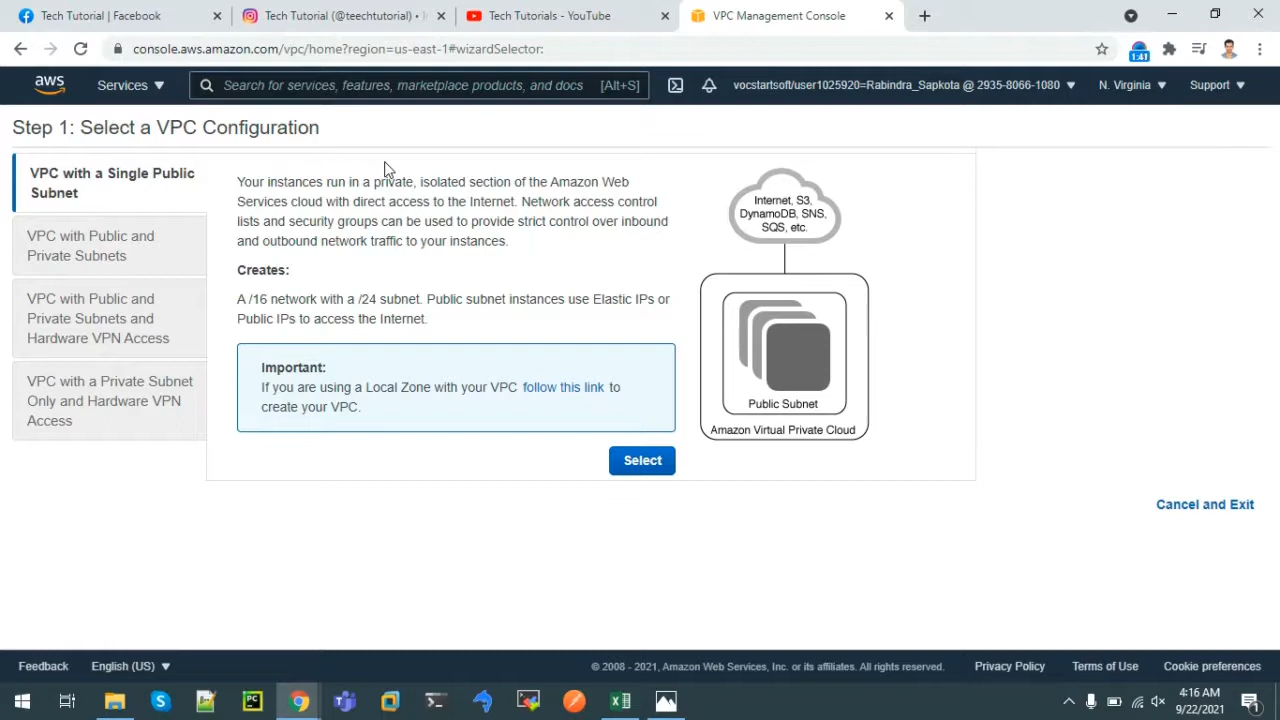 Tech Tutorial | Facebook
Tech Tutorial (@teechtutorial) • I
Tech Tutorials - YouTube
VPC Management Console
console.aws.amazon.com/vpc/home?region=us-east-1#wizardSelector:
1:41
aws
Services
Search for services, features, marketplace products, and docs [Alt+S]
vocstartsoft/user1025920=Rabindra_Sapkota @ 2935-8066-1080
N. Virginia
Support
Step 1: Select a VPC Configuration
VPC with a Single Public
Subnet
VPC with Public and
Private Subnets
VPC with Public and
Private Subnets and
Hardware VPN Access
VPC with a Private Subnet
Only and Hardware VPN
Access
Your instances run in a private, isolated section of the Amazon Web
Services cloud with direct access to the Internet. Network access control
lists and security groups can be used to provide strict control over inbound
and outbound network traffic to your instances.
Creates:
A /16 network with a /24 subnet. Public subnet instances use Elastic IPs or
Public IPs to access the Internet.
Important:
If you are using a Local Zone with your VPC follow this link to
create your VPC.
Select
Internet, S3,
DynamoDB, SNS,
SQS, etc.
Public Subnet
Amazon Virtual Private Cloud
Cancel and Exit
Feedback
English (US)
© 2008 - 2021, Amazon Web Services, Inc. or its affiliates. All rights reserved.
Privacy Policy
Terms of Use
Cookie preferences
PC
4:16 AM
9/22/2021
1